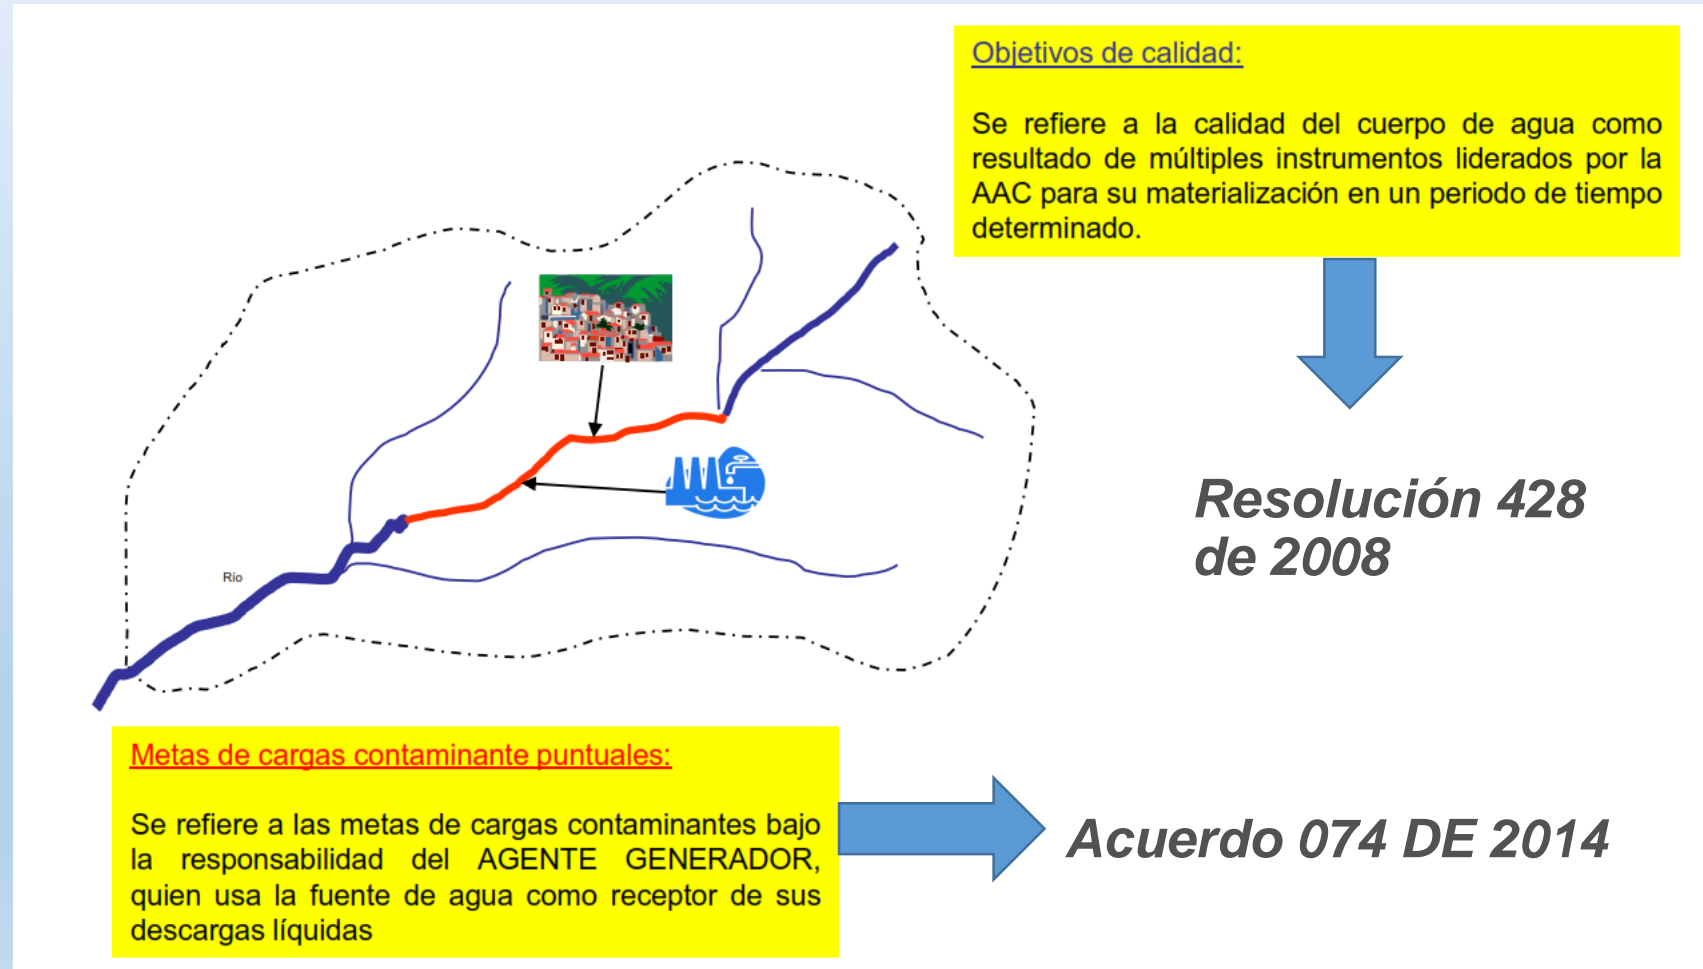 Objetivos de calidad:
Se refiere a la calidad del cuerpo de agua como
resultado de múltiples instrumentos liderados por la
AAC para su materialización en un periodo de tiempo
determinado.
Resolución 428
de 2008
Río
Metas de cargas contaminante puntuales:
Se refiere a las metas de cargas contaminantes bajo
la responsabilidad del AGENTE GENERADOR,
quien usa la fuente de agua como receptor de sus
descargas líquidas
Acuerdo 074 DE 2014